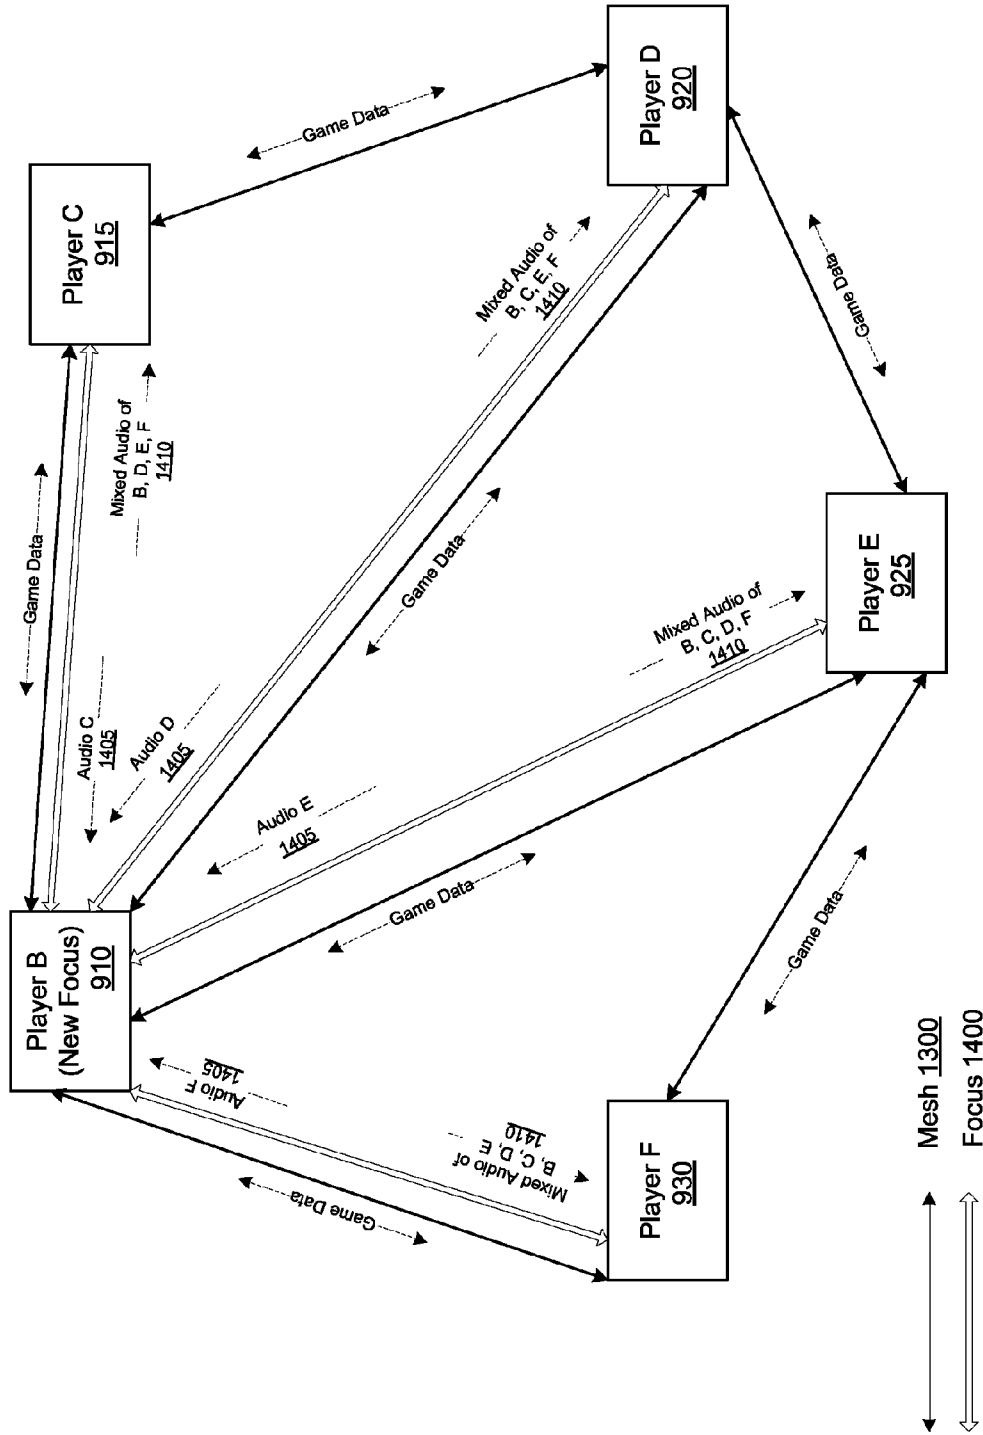 Player B
(New Focus)
910
Player C
915
Player D
920
Player E
925
Player F
930
Game Data
Audio C
1405
Mixed Audio of
B, D, E, F
1410
Game Data
Audio D
1405
Mixed Audio of
B, C, E, F
1410
Game Data
Audio E
1405
Mixed Audio of
B, C, D, F
1410
Game Data
Audio F
1405
Mixed Audio of
B, C, D, E
1410
Game Data
Game Data
Game Data
Mesh 1300
Focus 1400